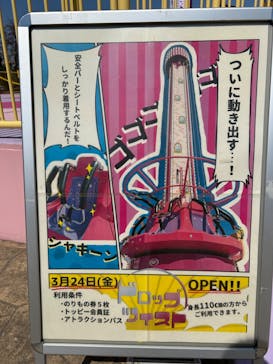 ついに動き出す…!
ゴゴゴゴ
安全バーとシートベルトを
しっかり着用するんだ!
ジャキーン
3月24日(金)
OPEN!!
ドロップ
ツイスト
利用条件
・のりもの券5枚
・トッピー会員証
・アトラクションパス
身長110cmの方から
ご利用できます。